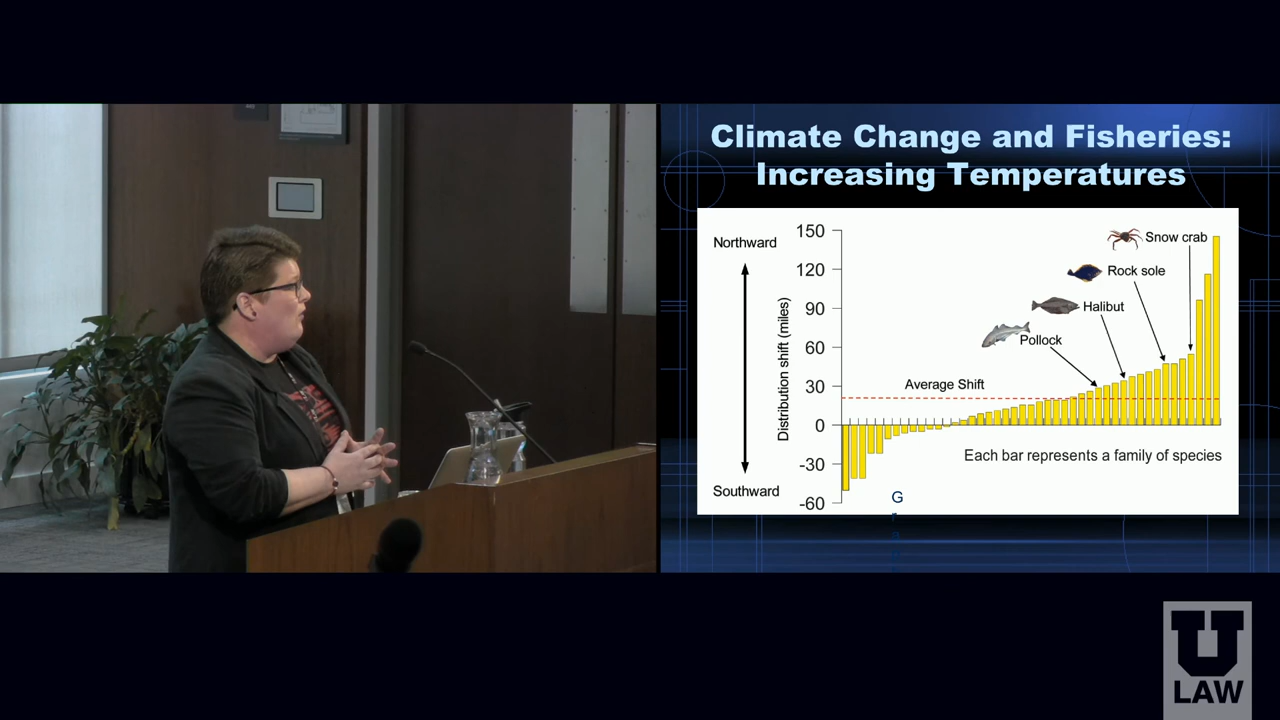 Climate Change and Fisheries:
Increasing Temperatures
Northward
Southward
Distribution shift (miles)
150
120
90
60
30
0
-30
-60
Snow crab
Rock sole
Halibut
Pollock
Average Shift
Each bar represents a family of species
G
U
LAW